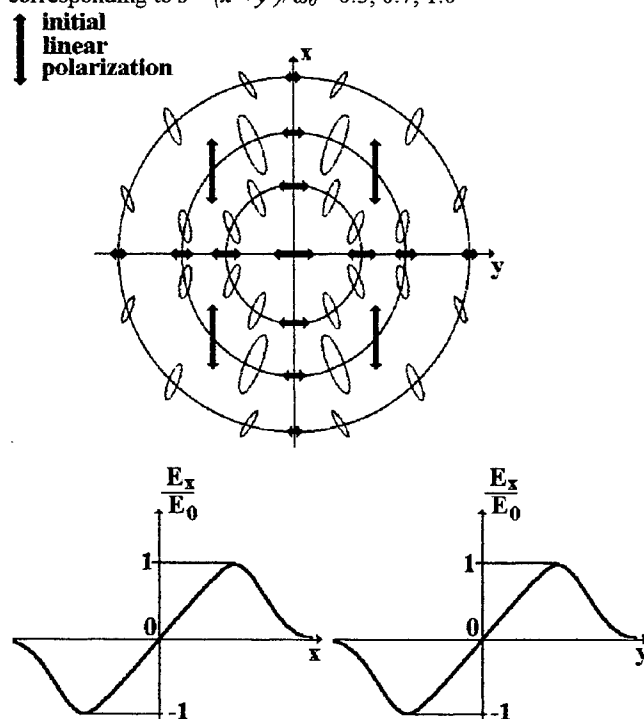 initial
linear
polarization
x
y
E_x E_x
E_0 E_0
1 1
0 0
x y
-1 -1